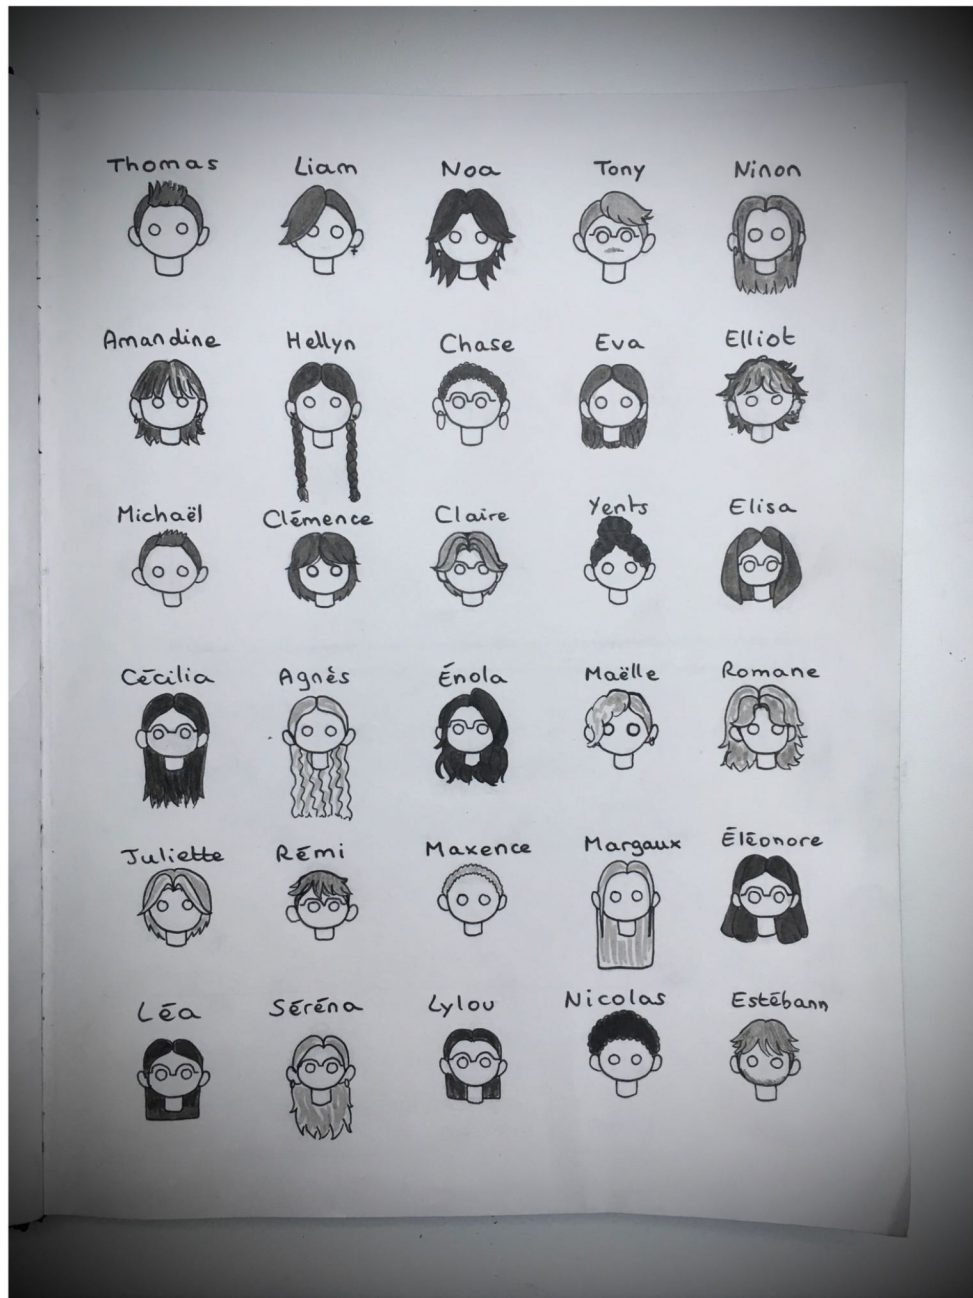 Thomas Liam Noa Tony Ninon
Amandine Hellyn Chase Eva Elliot
Michaël Clémence Claire Yents Elisa
Cécilia Agnès Énola Maëlle Romane
Juliette Rémi Maxence Margaux Éléonore
Léa Séréna Lylou Nicolas Estébann